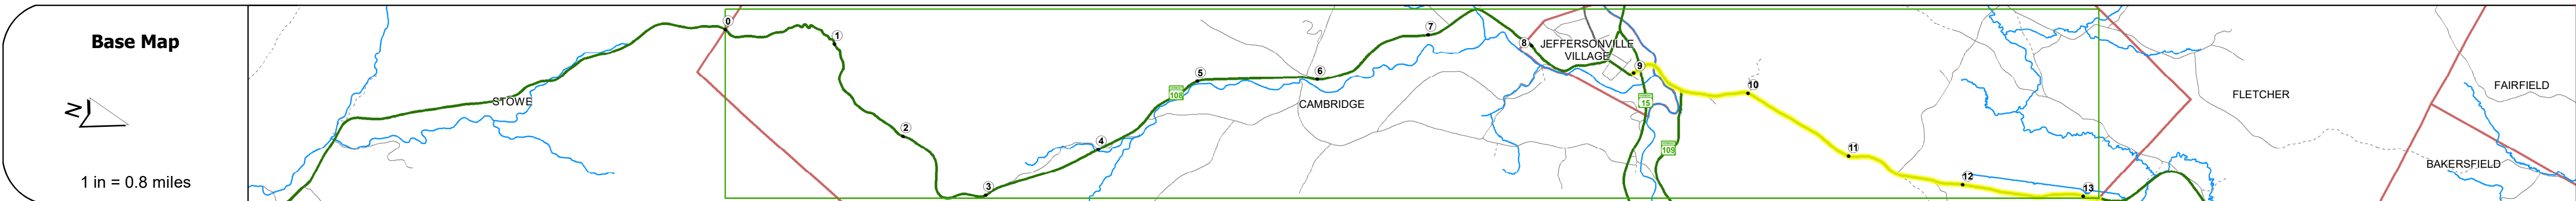 Base Map
N
1 in = 0.8 miles
STOWE
0
1
2
3
4
5
108
6
CAMBRIDGE
7
8
JEFFERSONVILLE
VILLAGE
9
15
109
10
11
12
13
FLETCHER
FAIRFIELD
BAKERSFIELD